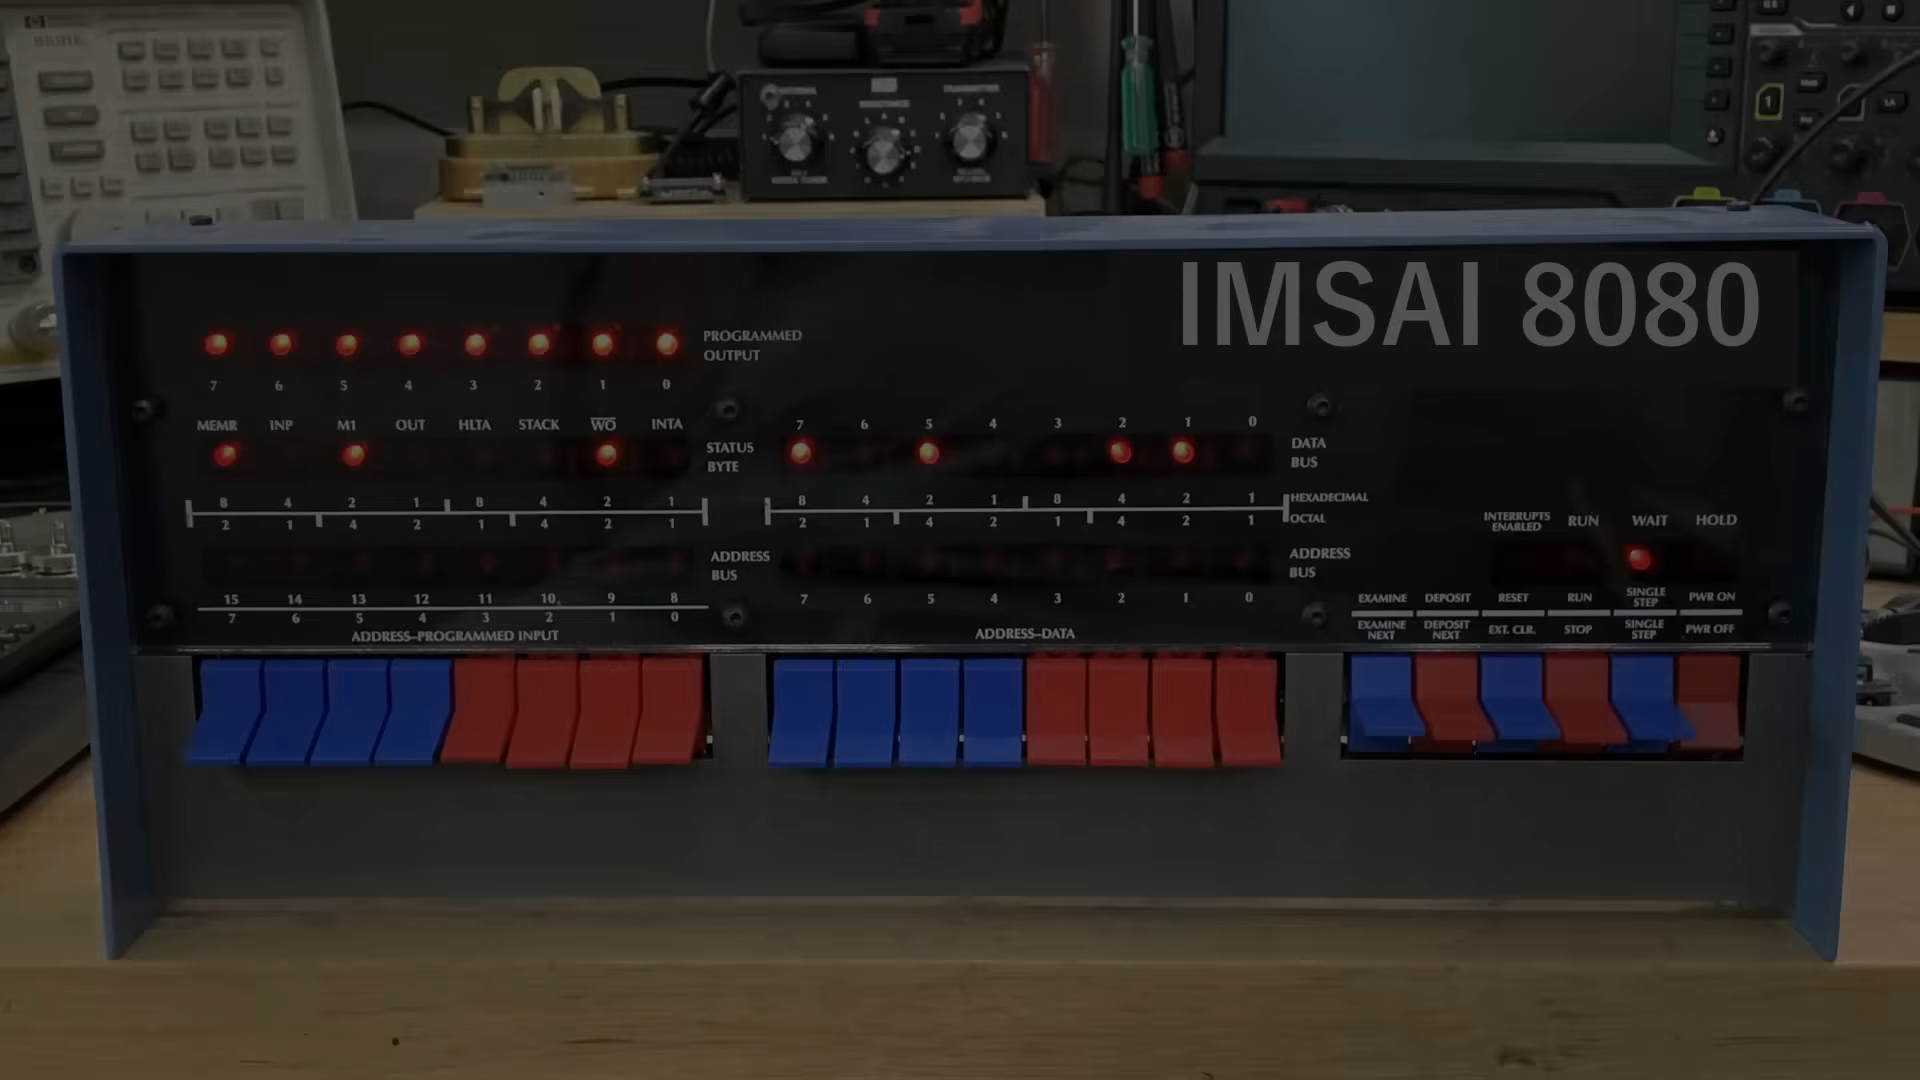 IMSAI 8080
PROGRAMMED
OUTPUT
7 6 5 4 3 2 1 0
MEMR INP M1 OUT HLTA STACK WO INTA
STATUS
BYTE
7 6 5 4 3 2 1 0
DATA
BUS
8 4 2 1 8 4 2 1
2 1 4 2 1 4 2 1
8 4 2 1 8 4 2 1
2 1 4 2 1 4 2 1
HEXADECIMAL
OCTAL
ADDRESS
BUS
ADDRESS
BUS
15 14 13 12 11 10 9 8
7 6 5 4 3 2 1 0
ADDRESS–PROGRAMMED INPUT
7 6 5 4 3 2 1 0
ADDRESS–DATA
INTERRUPTS
ENABLED
RUN
WAIT
HOLD
EXAMINE
EXAMINE
NEXT
DEPOSIT
DEPOSIT
NEXT
RESET
EXT. CLR.
RUN
STOP
SINGLE
STEP
SINGLE
STEP
PWR ON
PWR OFF